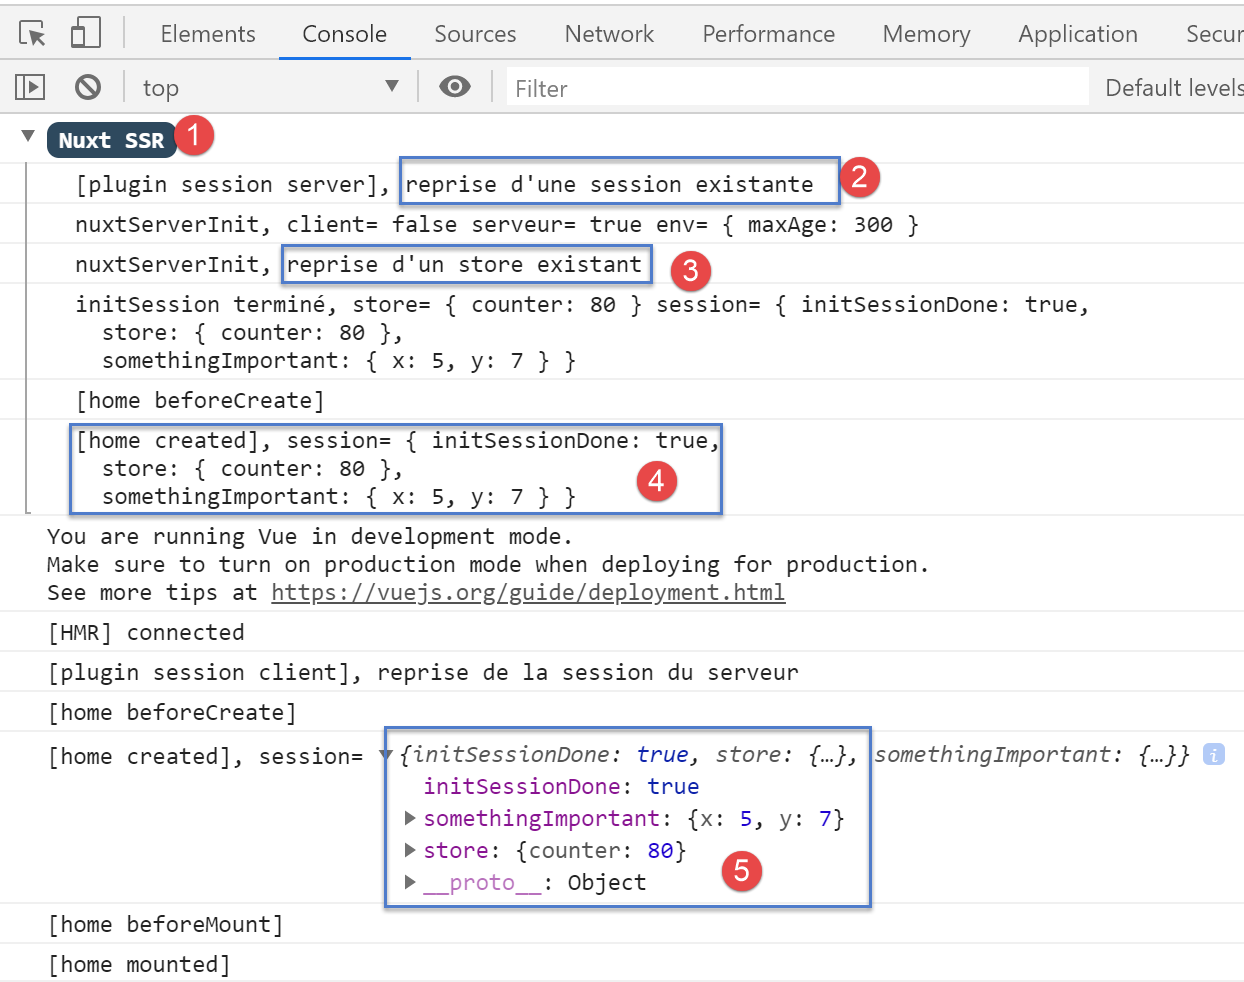 Elements Console Sources Network Performance Memory Application Secur
top Filter Default levels
Nuxt SSR 1
[plugin session server], reprise d'une session existante 2
nuxtServerInit, client= false serveur= true env= { maxAge: 300 }
nuxtServerInit, reprise d'un store existant 3
initSession terminé, store= { counter: 80 } session= { initSessionDone: true,
store: { counter: 80 },
somethingImportant: { x: 5, y: 7 } }
[home beforeCreate]
[home created], session= { initSessionDone: true,
store: { counter: 80 }, 4
somethingImportant: { x: 5, y: 7 } }
You are running Vue in development mode.
Make sure to turn on production mode when deploying for production.
See more tips at https://vuejs.org/guide/deployment.html
[HMR] connected
[plugin session client], reprise de la session du serveur
[home beforeCreate]
[home created], session= {initSessionDone: true, store: {…}, somethingImportant: {…}} i
initSessionDone: true
somethingImportant: {x: 5, y: 7}
store: {counter: 80} 5
__proto__: Object
[home beforeMount]
[home mounted]